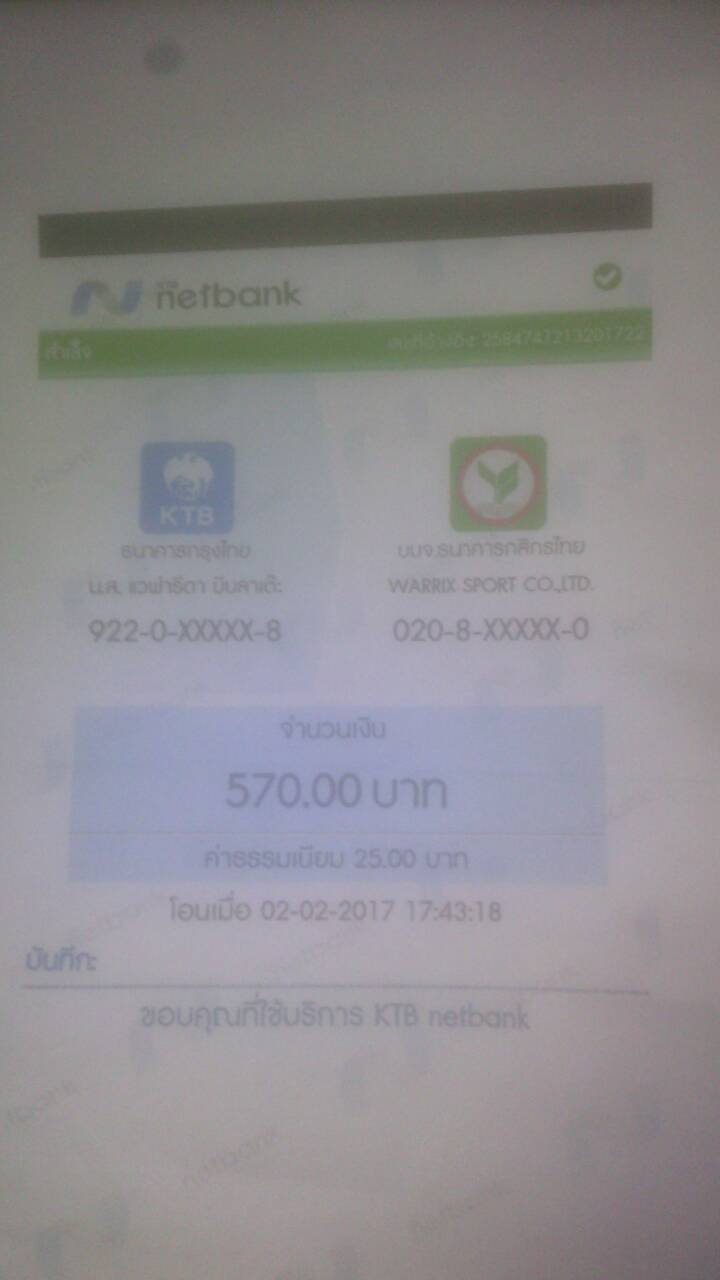 netbank
สำเร็จ
เลขที่อ้างอิง: 2584741213201722
KTB
ธนาคารกรุงไทย
น.ส. แวฟาริดา บินลาเต๊ะ
922-0-XXXXX-8
บมจ.ธนาคารกสิกรไทย
WARRIX SPORT CO.,LTD.
020-8-XXXXX-0
จำนวนเงิน
570.00 บาท
ค่าธรรมเนียม 25.00 บาท
โอนเมื่อ 02-02-2017 17:43:18
บันทึก:
ขอบคุณที่ใช้บริการ KTB netbank